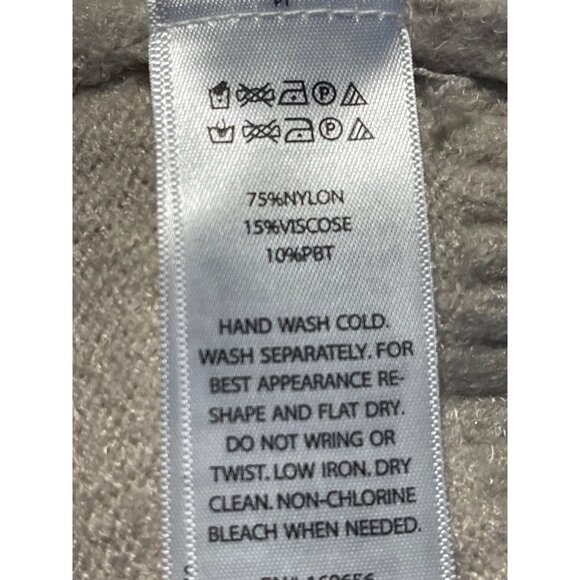 75%NYLON
15%VISCOSE
10%PBT
HAND WASH COLD.
WASH SEPARATELY. FOR
BEST APPEARANCE RE-
SHAPE AND FLAT DRY.
DO NOT WRING OR
TWIST. LOW IRON. DRY
CLEAN. NON-CHLORINE
BLEACH WHEN NEEDED.